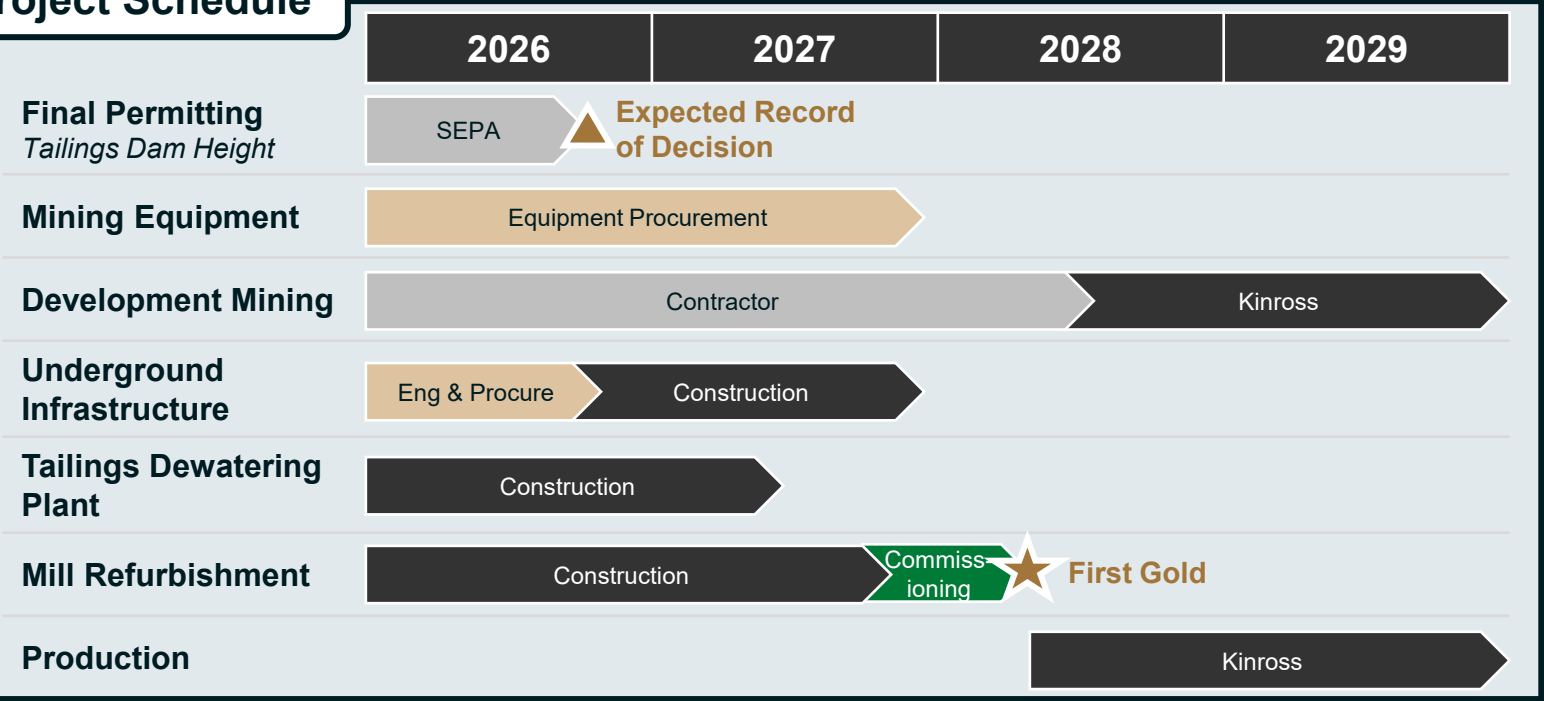 roject Schedule
2026 2027 2028 2029
Final Permitting
Tailings Dam Height
SEPA
Expected Record
of Decision
Mining Equipment
Equipment Procurement
Development Mining
Contractor
Kinross
Underground
Infrastructure
Eng & Procure
Construction
Tailings Dewatering
Plant
Construction
Mill Refurbishment
Construction
Commiss-
ioning
First Gold
Production
Kinross